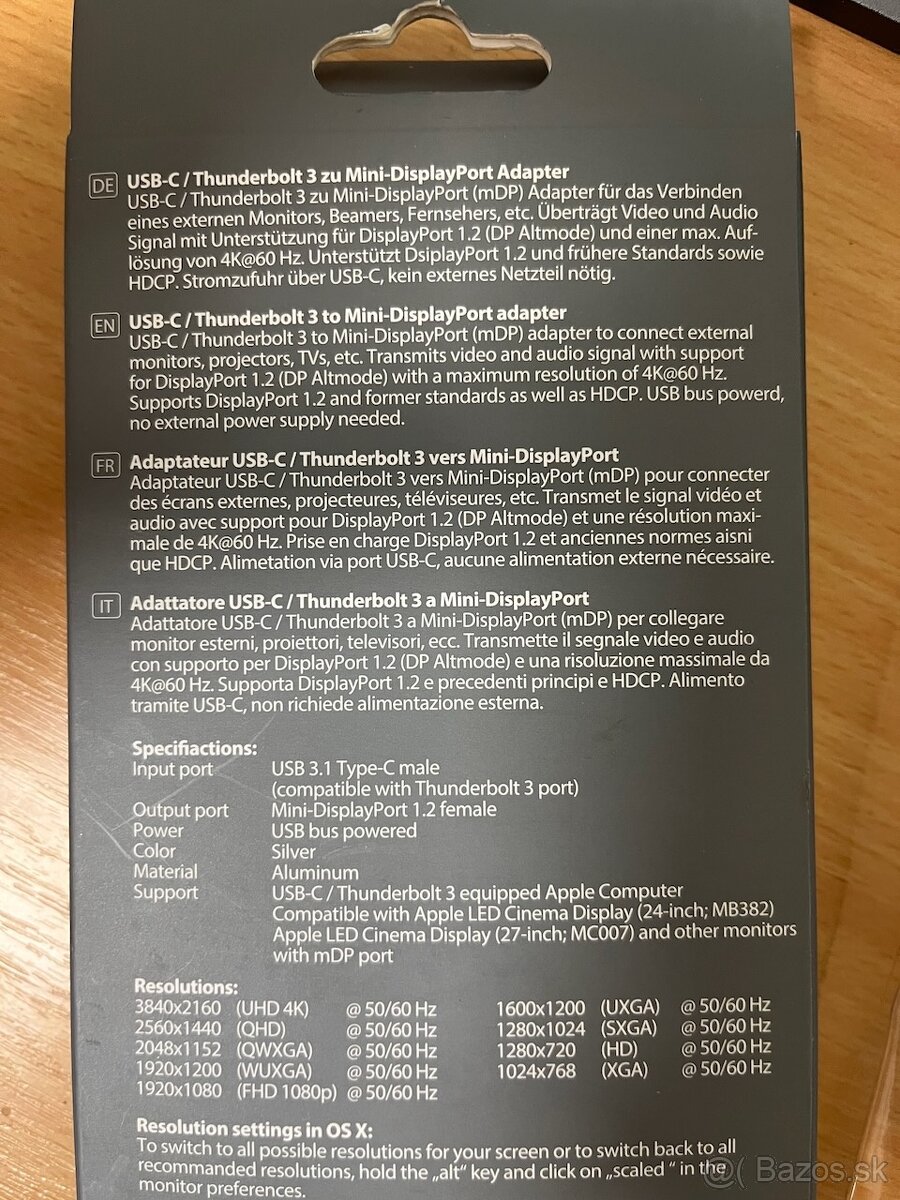 DE USB-C / Thunderbolt 3 zu Mini-DisplayPort Adapter
USB-C / Thunderbolt 3 zu Mini-DisplayPort (mDP) Adapter für das Verbinden
eines externen Monitors, Beamers, Fernsehers, etc. Überträgt Video und Audio
Signal mit Unterstützung für DisplayPort 1.2 (DP Altmode) und einer max. Auf-
lösung von 4K@60 Hz. Unterstützt DsiplayPort 1.2 und frühere Standards sowie
HDCP. Stromzufuhr über USB-C, kein externes Netzteil nötig.
EN USB-C / Thunderbolt 3 to Mini-DisplayPort adapter
USB-C / Thunderbolt 3 to Mini-DisplayPort (mDP) adapter to connect external
monitors, projectors, TVs, etc. Transmits video and audio signal with support
for DisplayPort 1.2 (DP Altmode) with a maximum resolution of 4K@60 Hz.
Supports DisplayPort 1.2 and former standards as well as HDCP. USB bus powerd,
no external power supply needed.
FR Adaptateur USB-C / Thunderbolt 3 vers Mini-DisplayPort
Adaptateur USB-C / Thunderbolt 3 vers Mini-DisplayPort (mDP) pour connecter
des écrans externes, projecteures, téléviseures, etc. Transmet le signal vidéo et
audio avec support pour DisplayPort 1.2 (DP Altmode) et une résolution maxi-
male de 4K@60 Hz. Prise en charge DisplayPort 1.2 et anciennes normes aisni
que HDCP. Alimetation via port USB-C, aucune alimentation externe nécessaire.
IT Adattatore USB-C / Thunderbolt 3 a Mini-DisplayPort
Adattatore USB-C / Thunderbolt 3 a Mini-DisplayPort (mDP) per collegare
monitor esterni, proiettori, televisori, ecc. Transmette il segnale video e audio
con supporto per DisplayPort 1.2 (DP Altmode) e una risoluzione massimale da
4K@60 Hz. Supporta DisplayPort 1.2 e precedenti principi e HDCP. Alimento
tramite USB-C, non richiede alimentazione esterna.
Specifiactions:
Input port USB 3.1 Type-C male
(compatible with Thunderbolt 3 port)
Output port Mini-DisplayPort 1.2 female
Power USB bus powered
Color Silver
Material Aluminum
Support USB-C / Thunderbolt 3 equipped Apple Computer
Compatible with Apple LED Cinema Display (24-inch; MB382)
Apple LED Cinema Display (27-inch; MC007) and other monitors
with mDP port
Resolutions:
3840x2160 (UHD 4K) @ 50/60 Hz 1600x1200 (UXGA) @ 50/60 Hz
2560x1440 (QHD) @ 50/60 Hz 1280x1024 (SXGA) @ 50/60 Hz
2048x1152 (QWXGA) @ 50/60 Hz 1280x720 (HD) @ 50/60 Hz
1920x1200 (WUXGA) @ 50/60 Hz 1024x768 (XGA) @ 50/60 Hz
1920x1080 (FHD 1080p) @ 50/60 Hz
Resolution settings in OS X:
To switch to all possible resolutions for your screen or to switch back to all
recommanded resolutions, hold the „alt“ key and click on „scaled “ in the
monitor preferences.
@( Bazos.sk